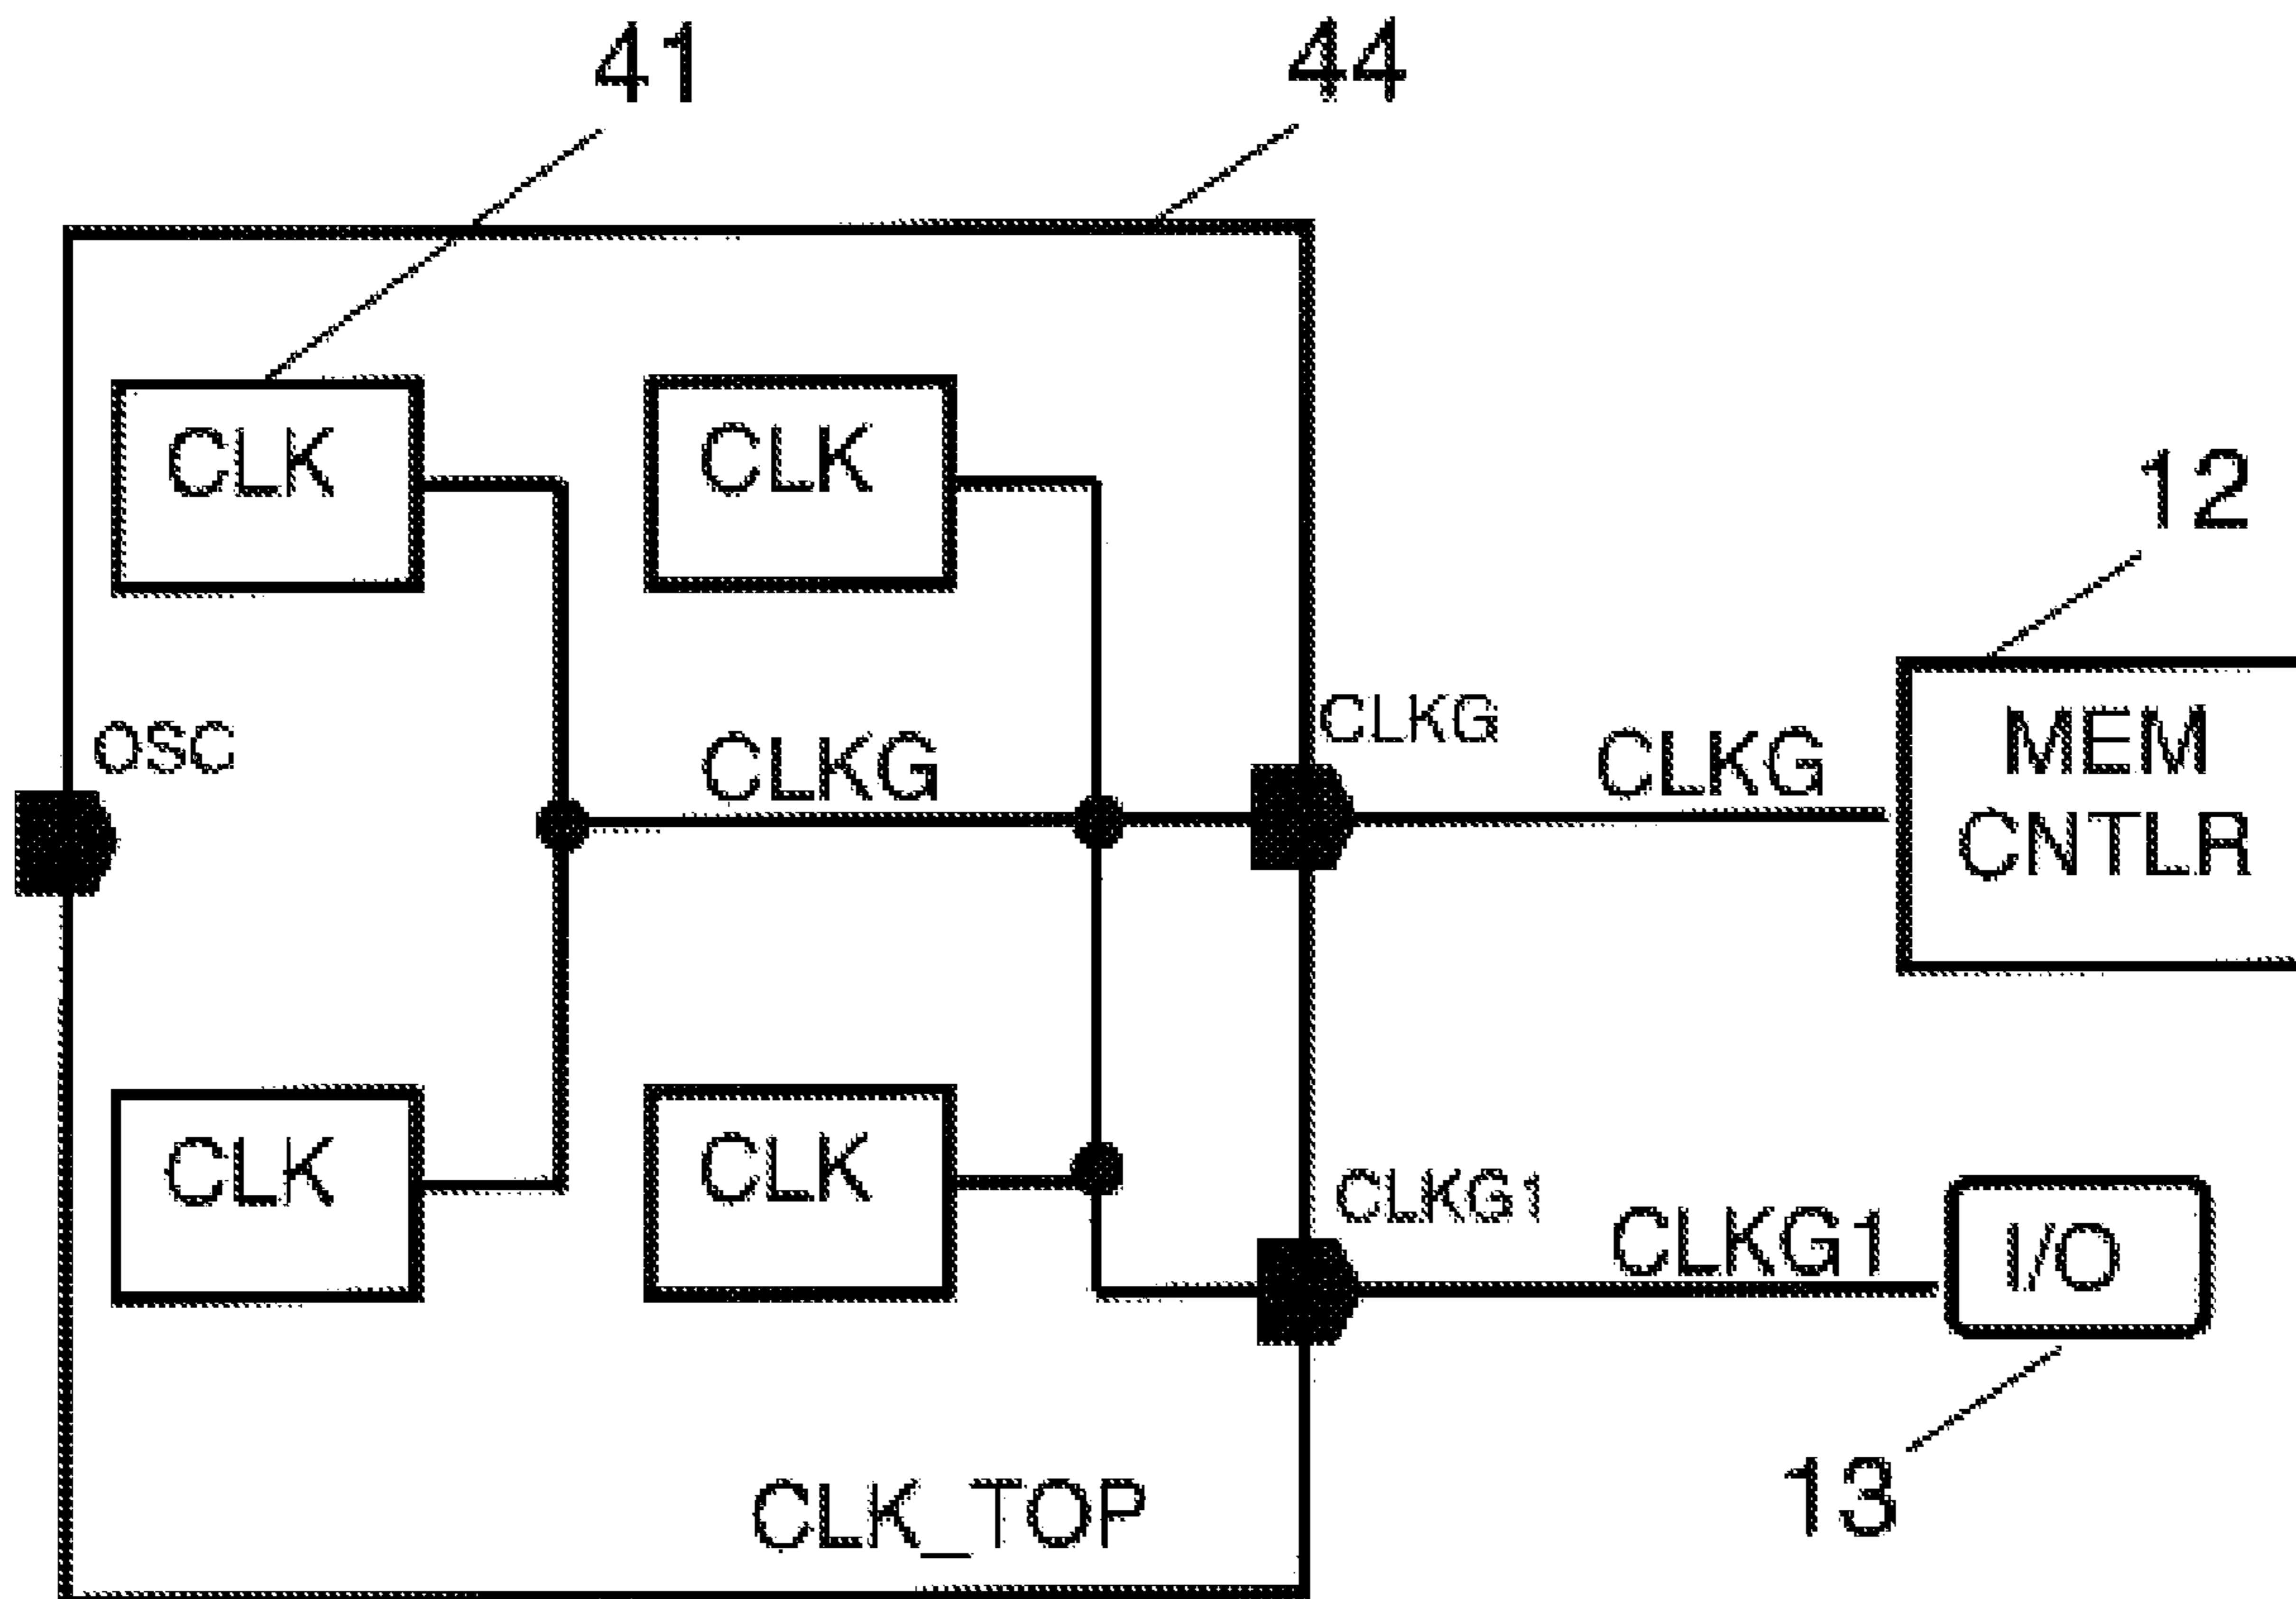 41
44
CLK
CLK
12
OSC
CLKG
CLKG
CLKG
MEM
CNTLR
CLK
CLK
CLKG1
CLKG1
I/O
13
CLK_TOP